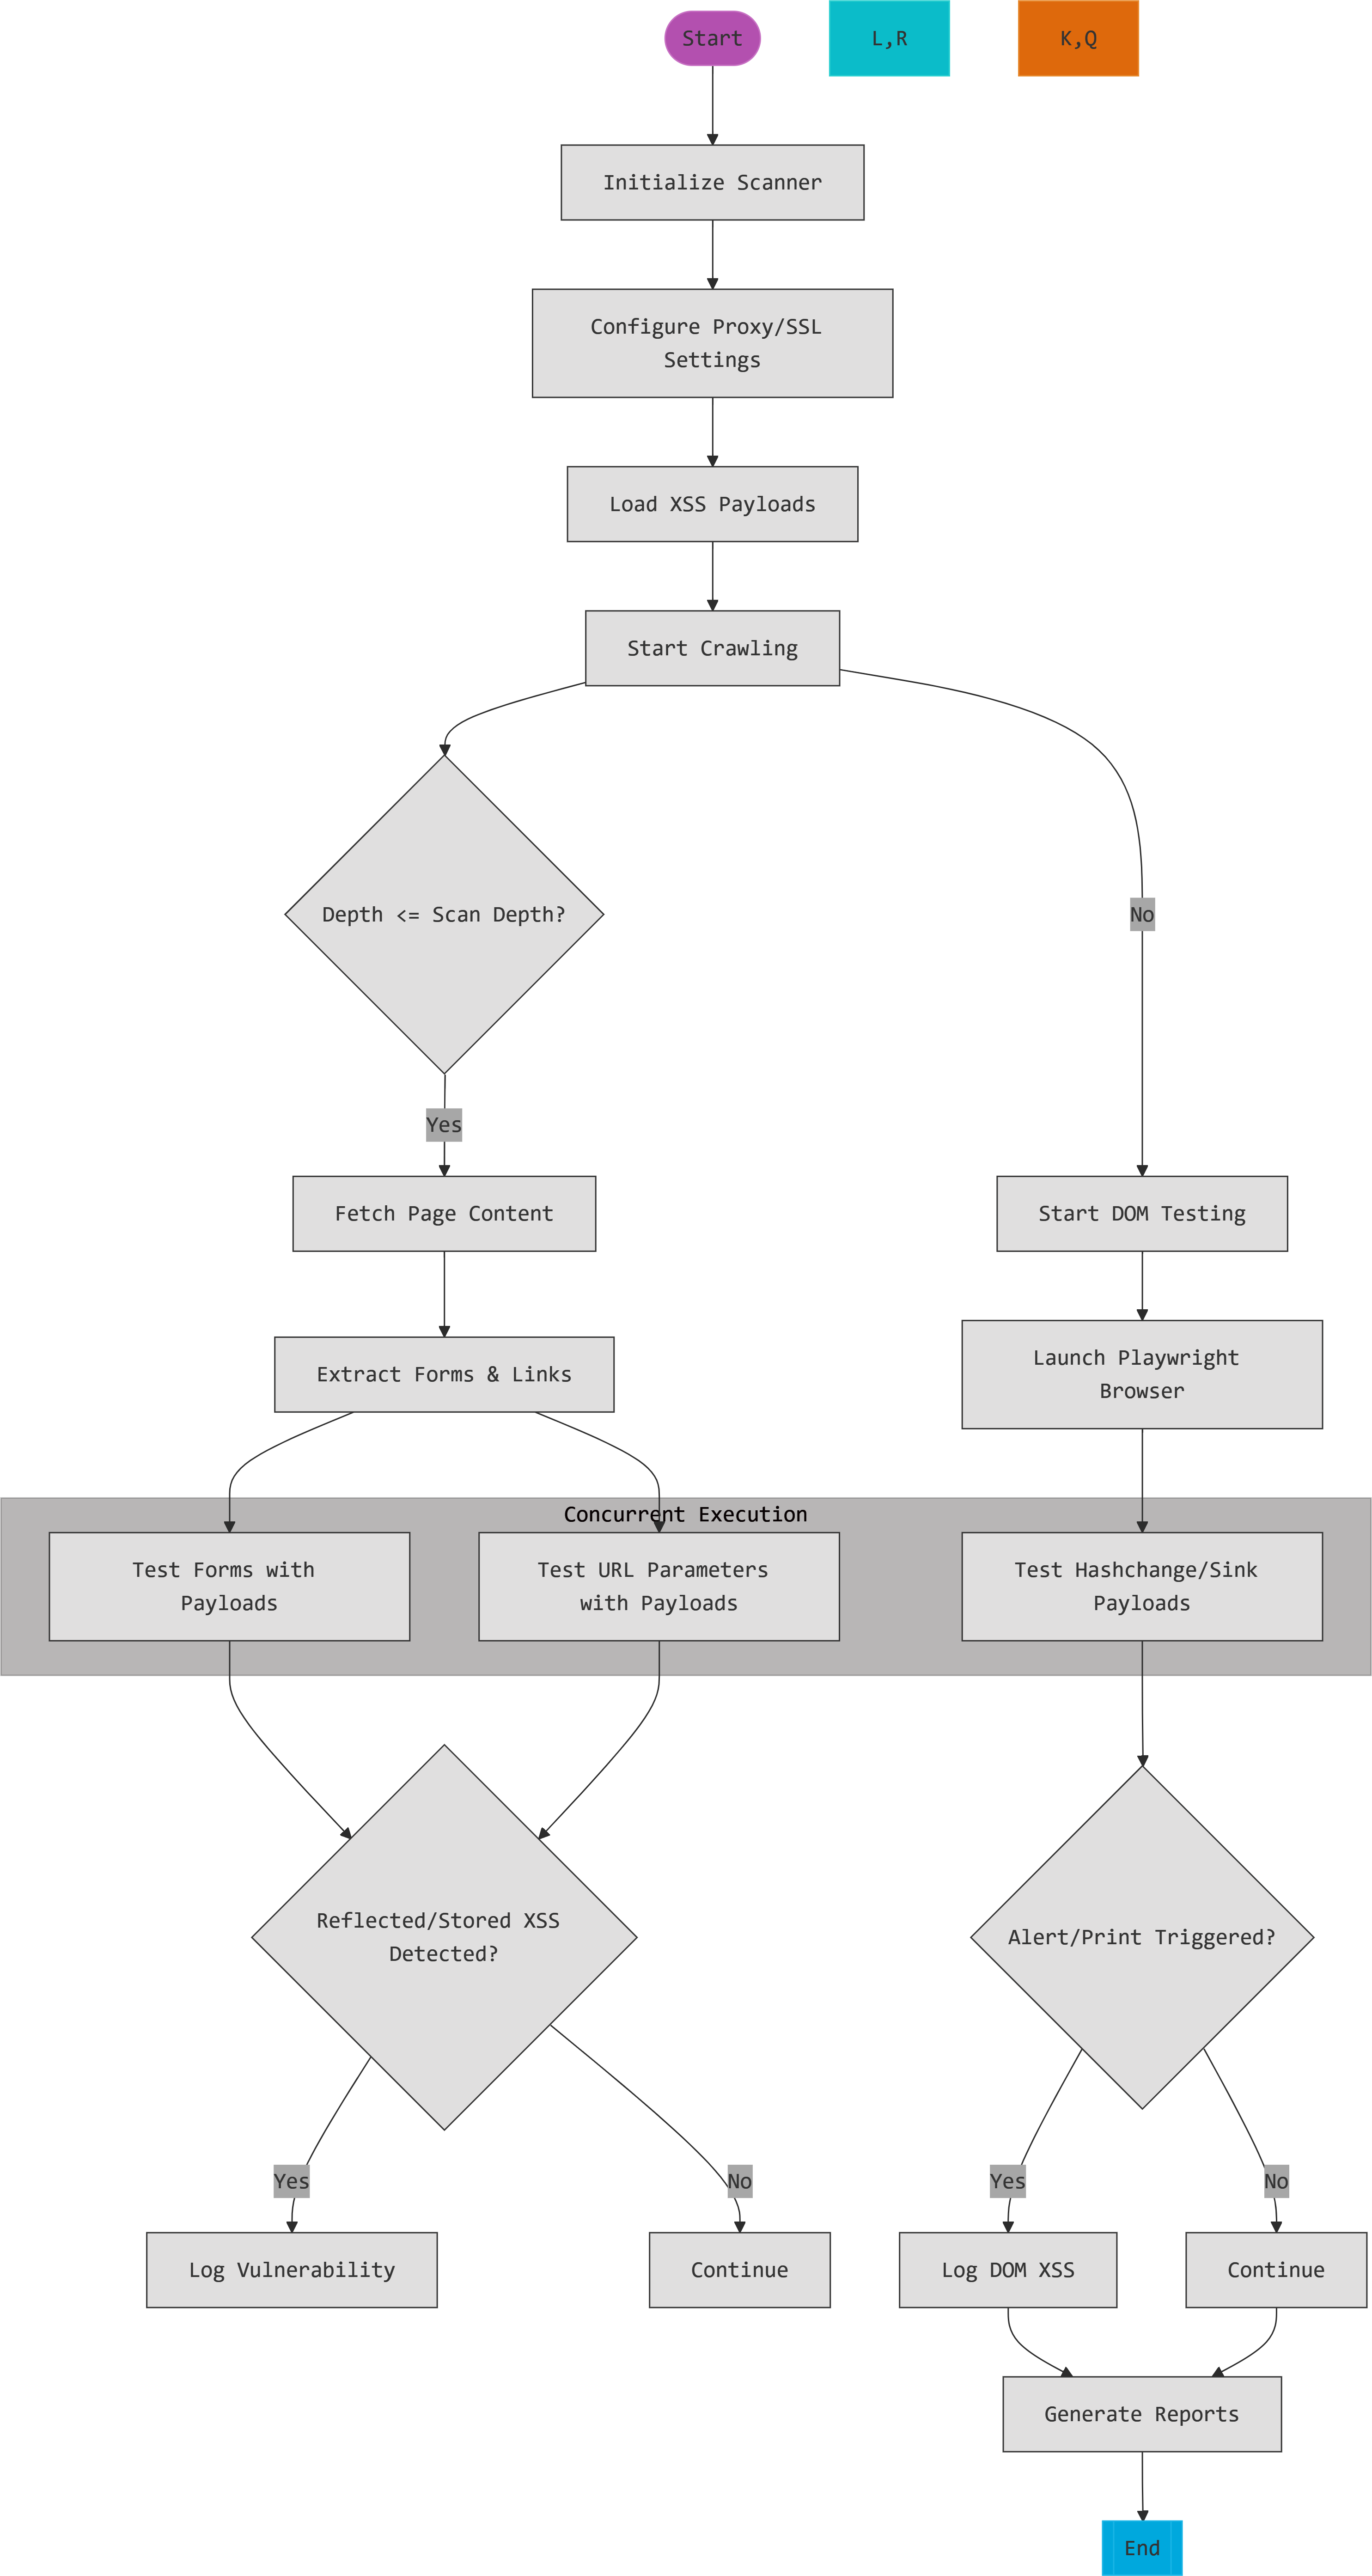 Start
L,R
K,Q
Initialize Scanner
Configure Proxy/SSL
Settings
Load XSS Payloads
Start Crawling
Depth <= Scan Depth?
No
Yes
Fetch Page Content
Start DOM Testing
Extract Forms & Links
Launch Playwright
Browser
Concurrent Execution
Test Forms with
Payloads
Test URL Parameters
with Payloads
Test Hashchange/Sink
Payloads
Reflected/Stored XSS
Detected?
Alert/Print Triggered?
Yes
No
Yes
No
Log Vulnerability
Continue
Log DOM XSS
Continue
Generate Reports
End